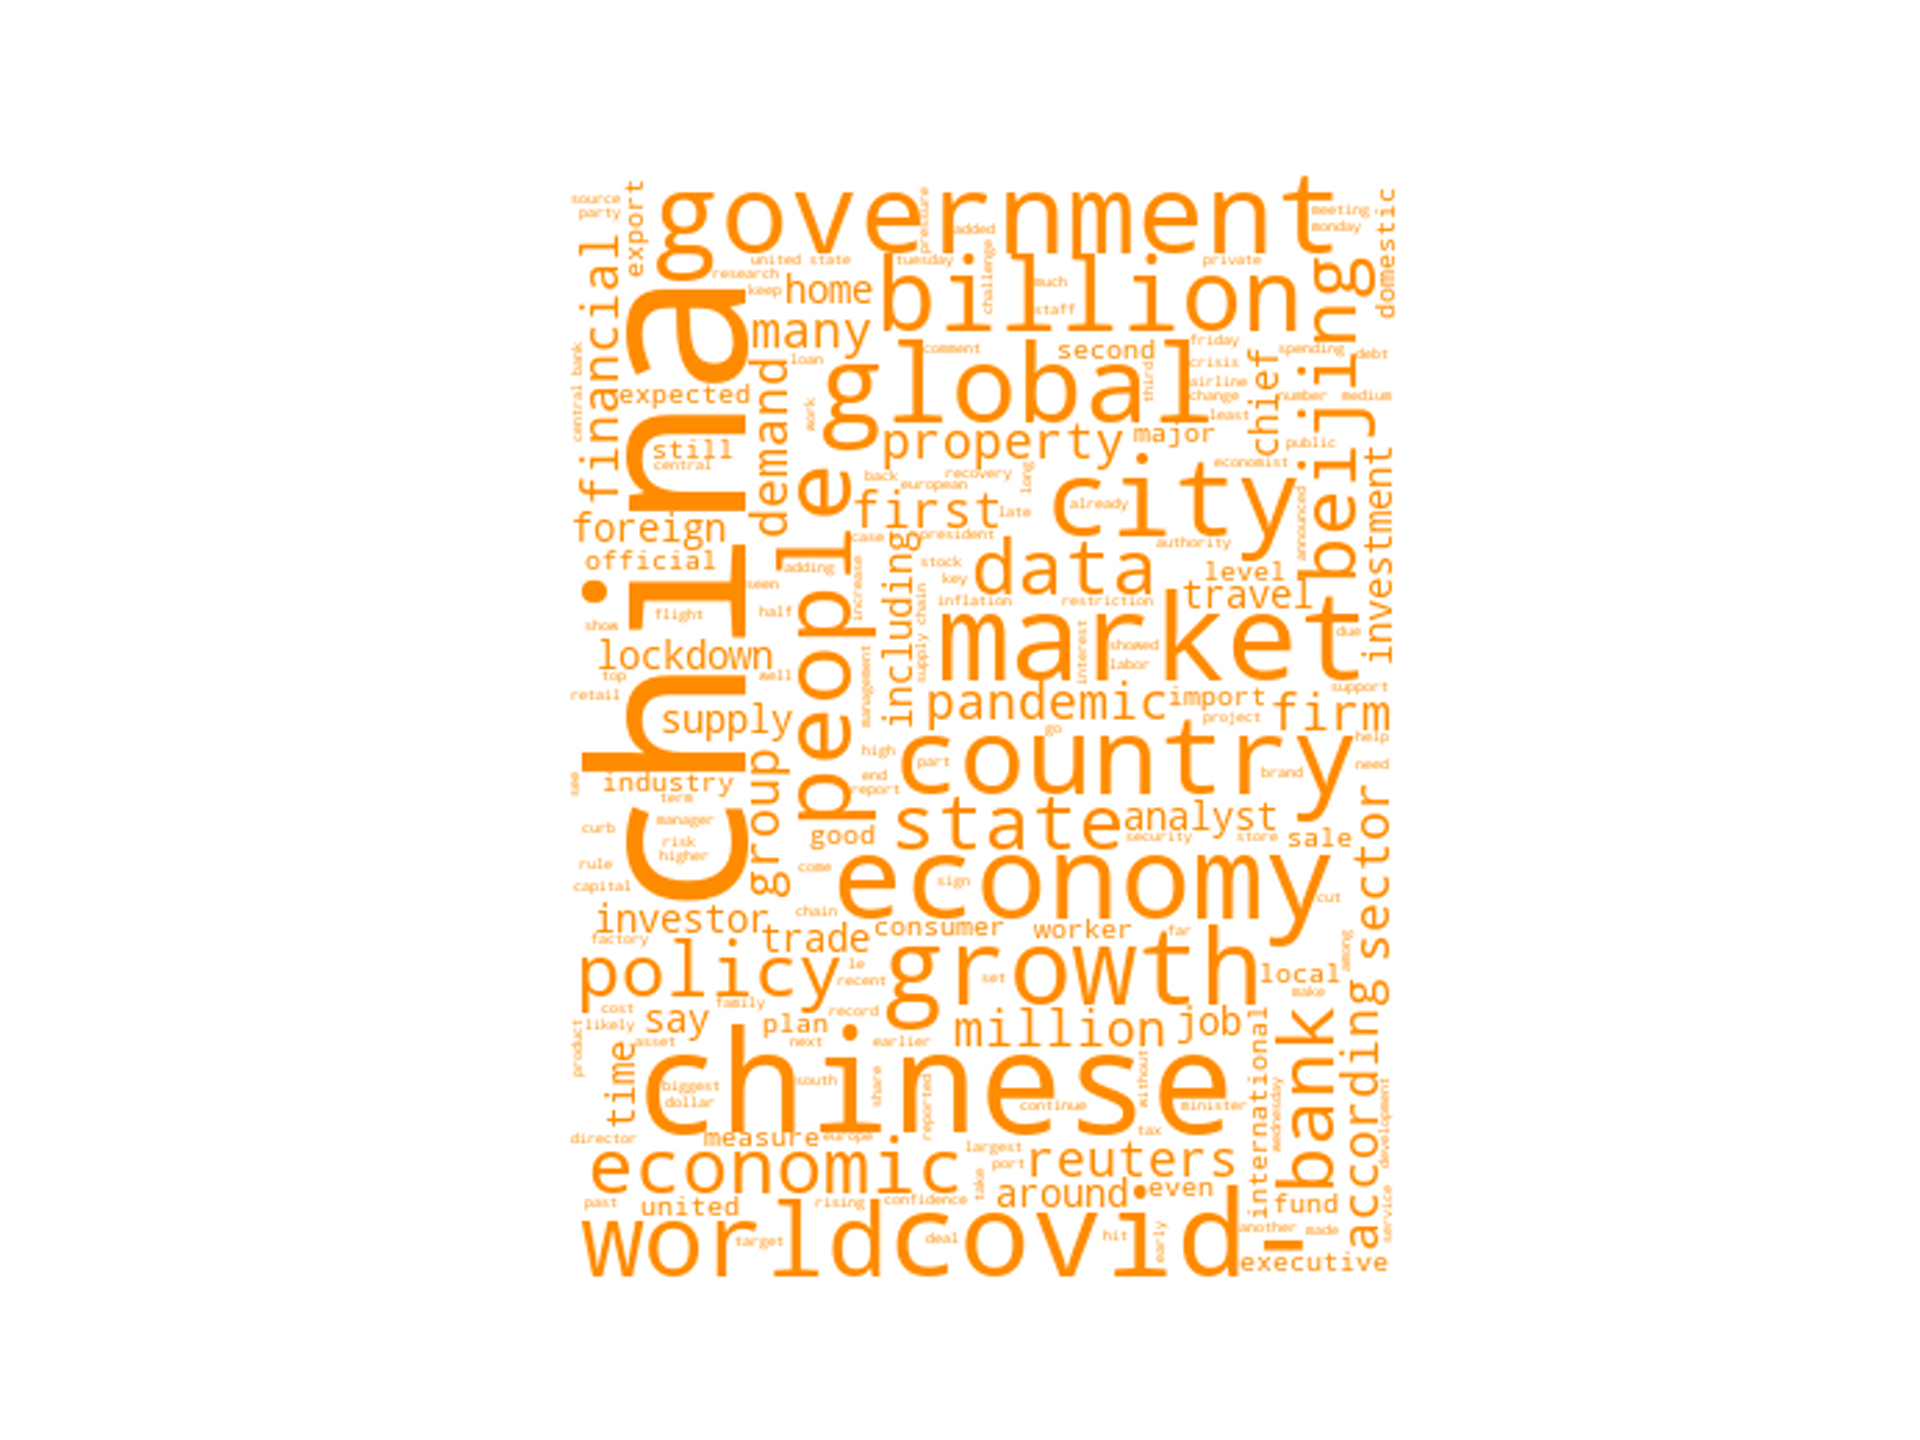 source
party
export
government
meeting
monday
domestic
pressure
added
united state
tuesday
private
research
challenge
keep
home
billion
much
staff
financial
many
china
beijing
global
comment
second
friday
spending
debt
central bank
loan
crisis
third
chief
airline
expected
demand
change
number
medium
work
least
property
major
public
still
central
economist
people
back
recovery
long
european
city
already
investment
first
late
foreign
case
president
announced
authority
official
including
stock
data
level
adding
key
seen
increase
travel
inflation
restriction
supply chain
flight
half
show
market
due
interest
showed
lockdown
labor
top
well
management
retail
pandemic
import
firm
support
project
supply
go
country
help
high
part
need
end
brand
industry
report
term
group
state
analyst
manager
curb
good
security
store
sale
risk
higher
rule
come
economy
capital
sign
cut
chain
investor
consumer
worker
far
factory
trade
among
sector
policy
le
growth
recent
set
local
make
cost
family
record
say
plan
million
job
likely
product
asset
next
earlier
time
chinese
bank
according
international
biggest
south
share
without
dollar
reported
continue
minister
wednesday
development
tax
director
measure
europe
largest
economic
port
reuters
take
around
even
past
united
rising
confidence
fund
service
world
covid-
target
deal
hit
early
another
made
executive